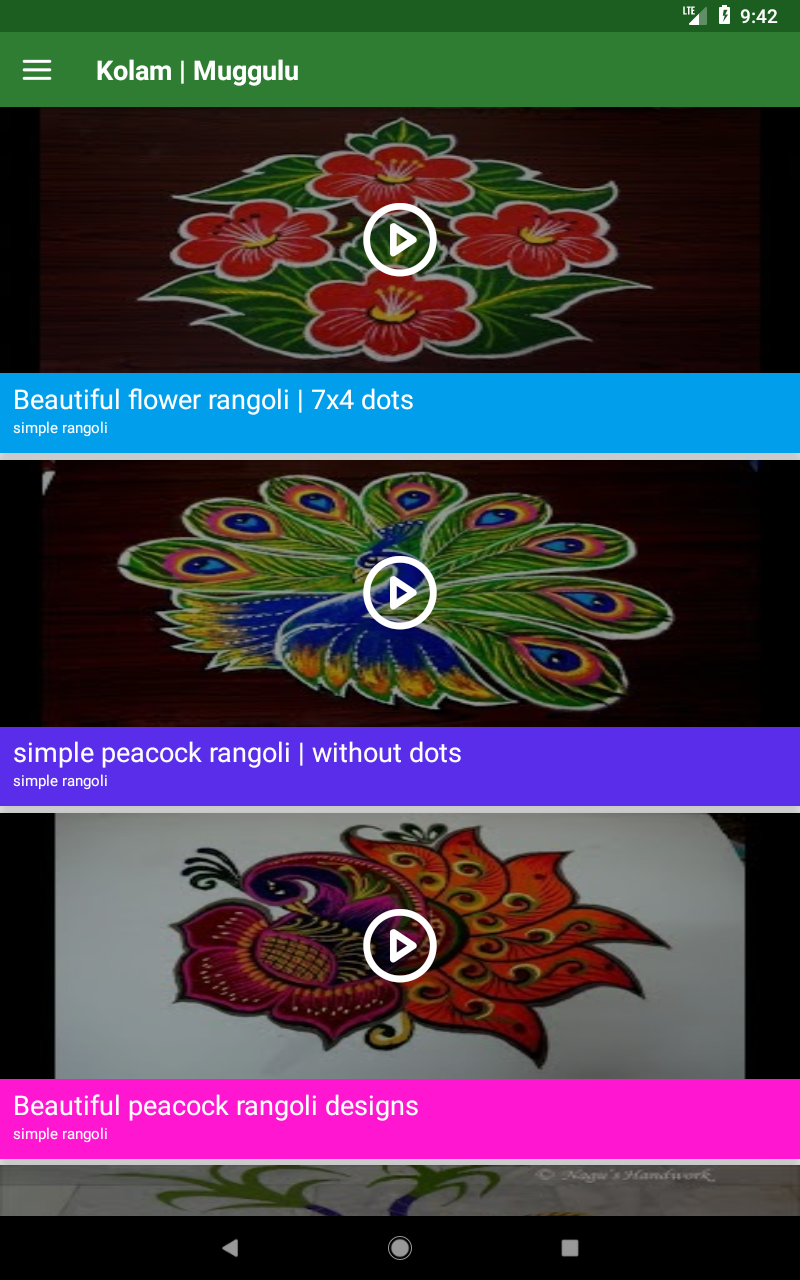 LTE 9:42
Kolam | Muggulu
Beautiful flower rangoli | 7x4 dots
simple rangoli
simple peacock rangoli | without dots
simple rangoli
Beautiful peacock rangoli designs
simple rangoli
© Nagu's Handwork